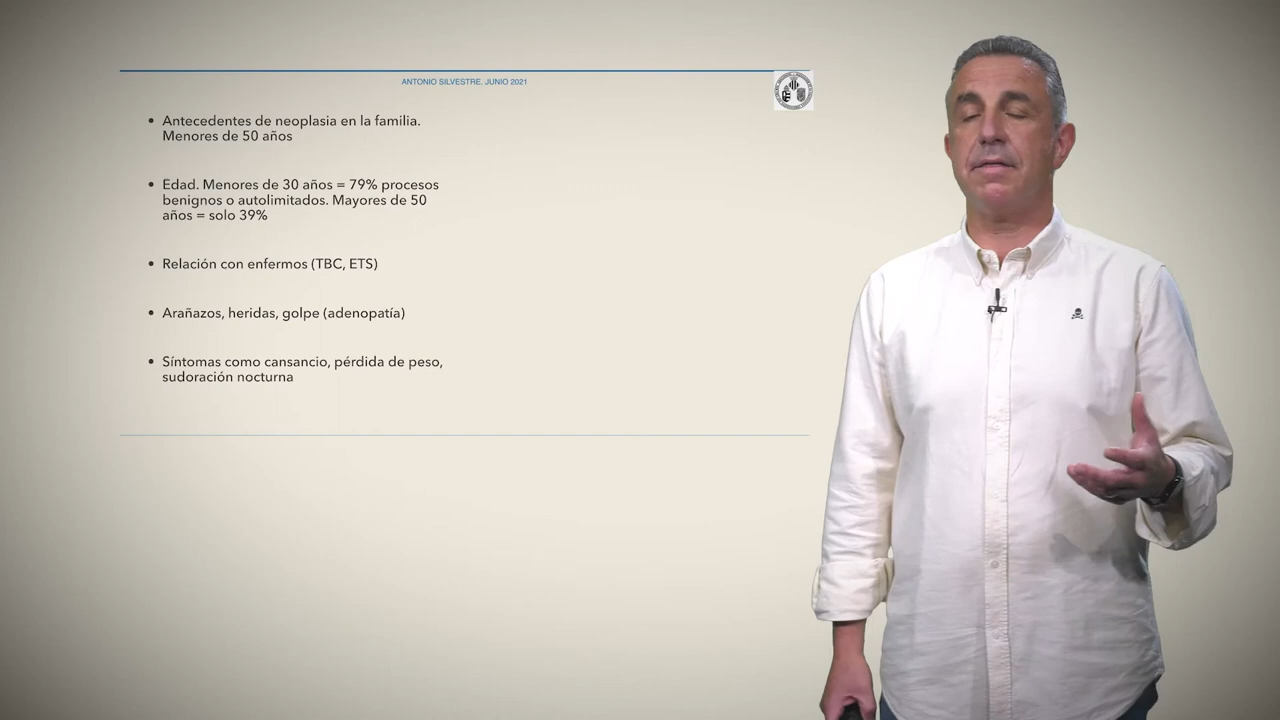 ANTONIO SILVESTRE. JUNIO 2021
• Antecedentes de neoplasia en la familia.
Menores de 50 años
• Edad. Menores de 30 años = 79% procesos
benignos o autolimitados. Mayores de 50
años = solo 39%
• Relación con enfermos (TBC, ETS)
• Arañazos, heridas, golpe (adenopatía)
• Síntomas como cansancio, pérdida de peso,
sudoración nocturna